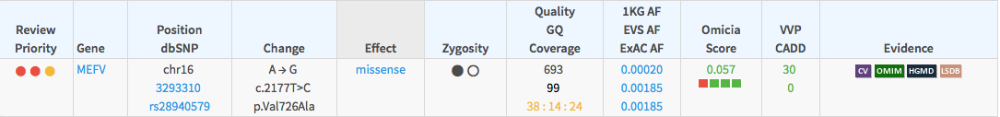 Review Priority
Gene
Position dbSNP
Change
Effect
Zygosity
Quality GQ Coverage
1KG AF EVS AF ExAC AF
Omicia Score
VVP CADD
Evidence
MEFV
chr16
3293310
rs28940579
A → G
c.2177T>C
p.Val726Ala
missense
693
99
38 : 14 : 24
0.00020
0.00185
0.00185
0.057
30
0
CV OMIM HGMD LSDB